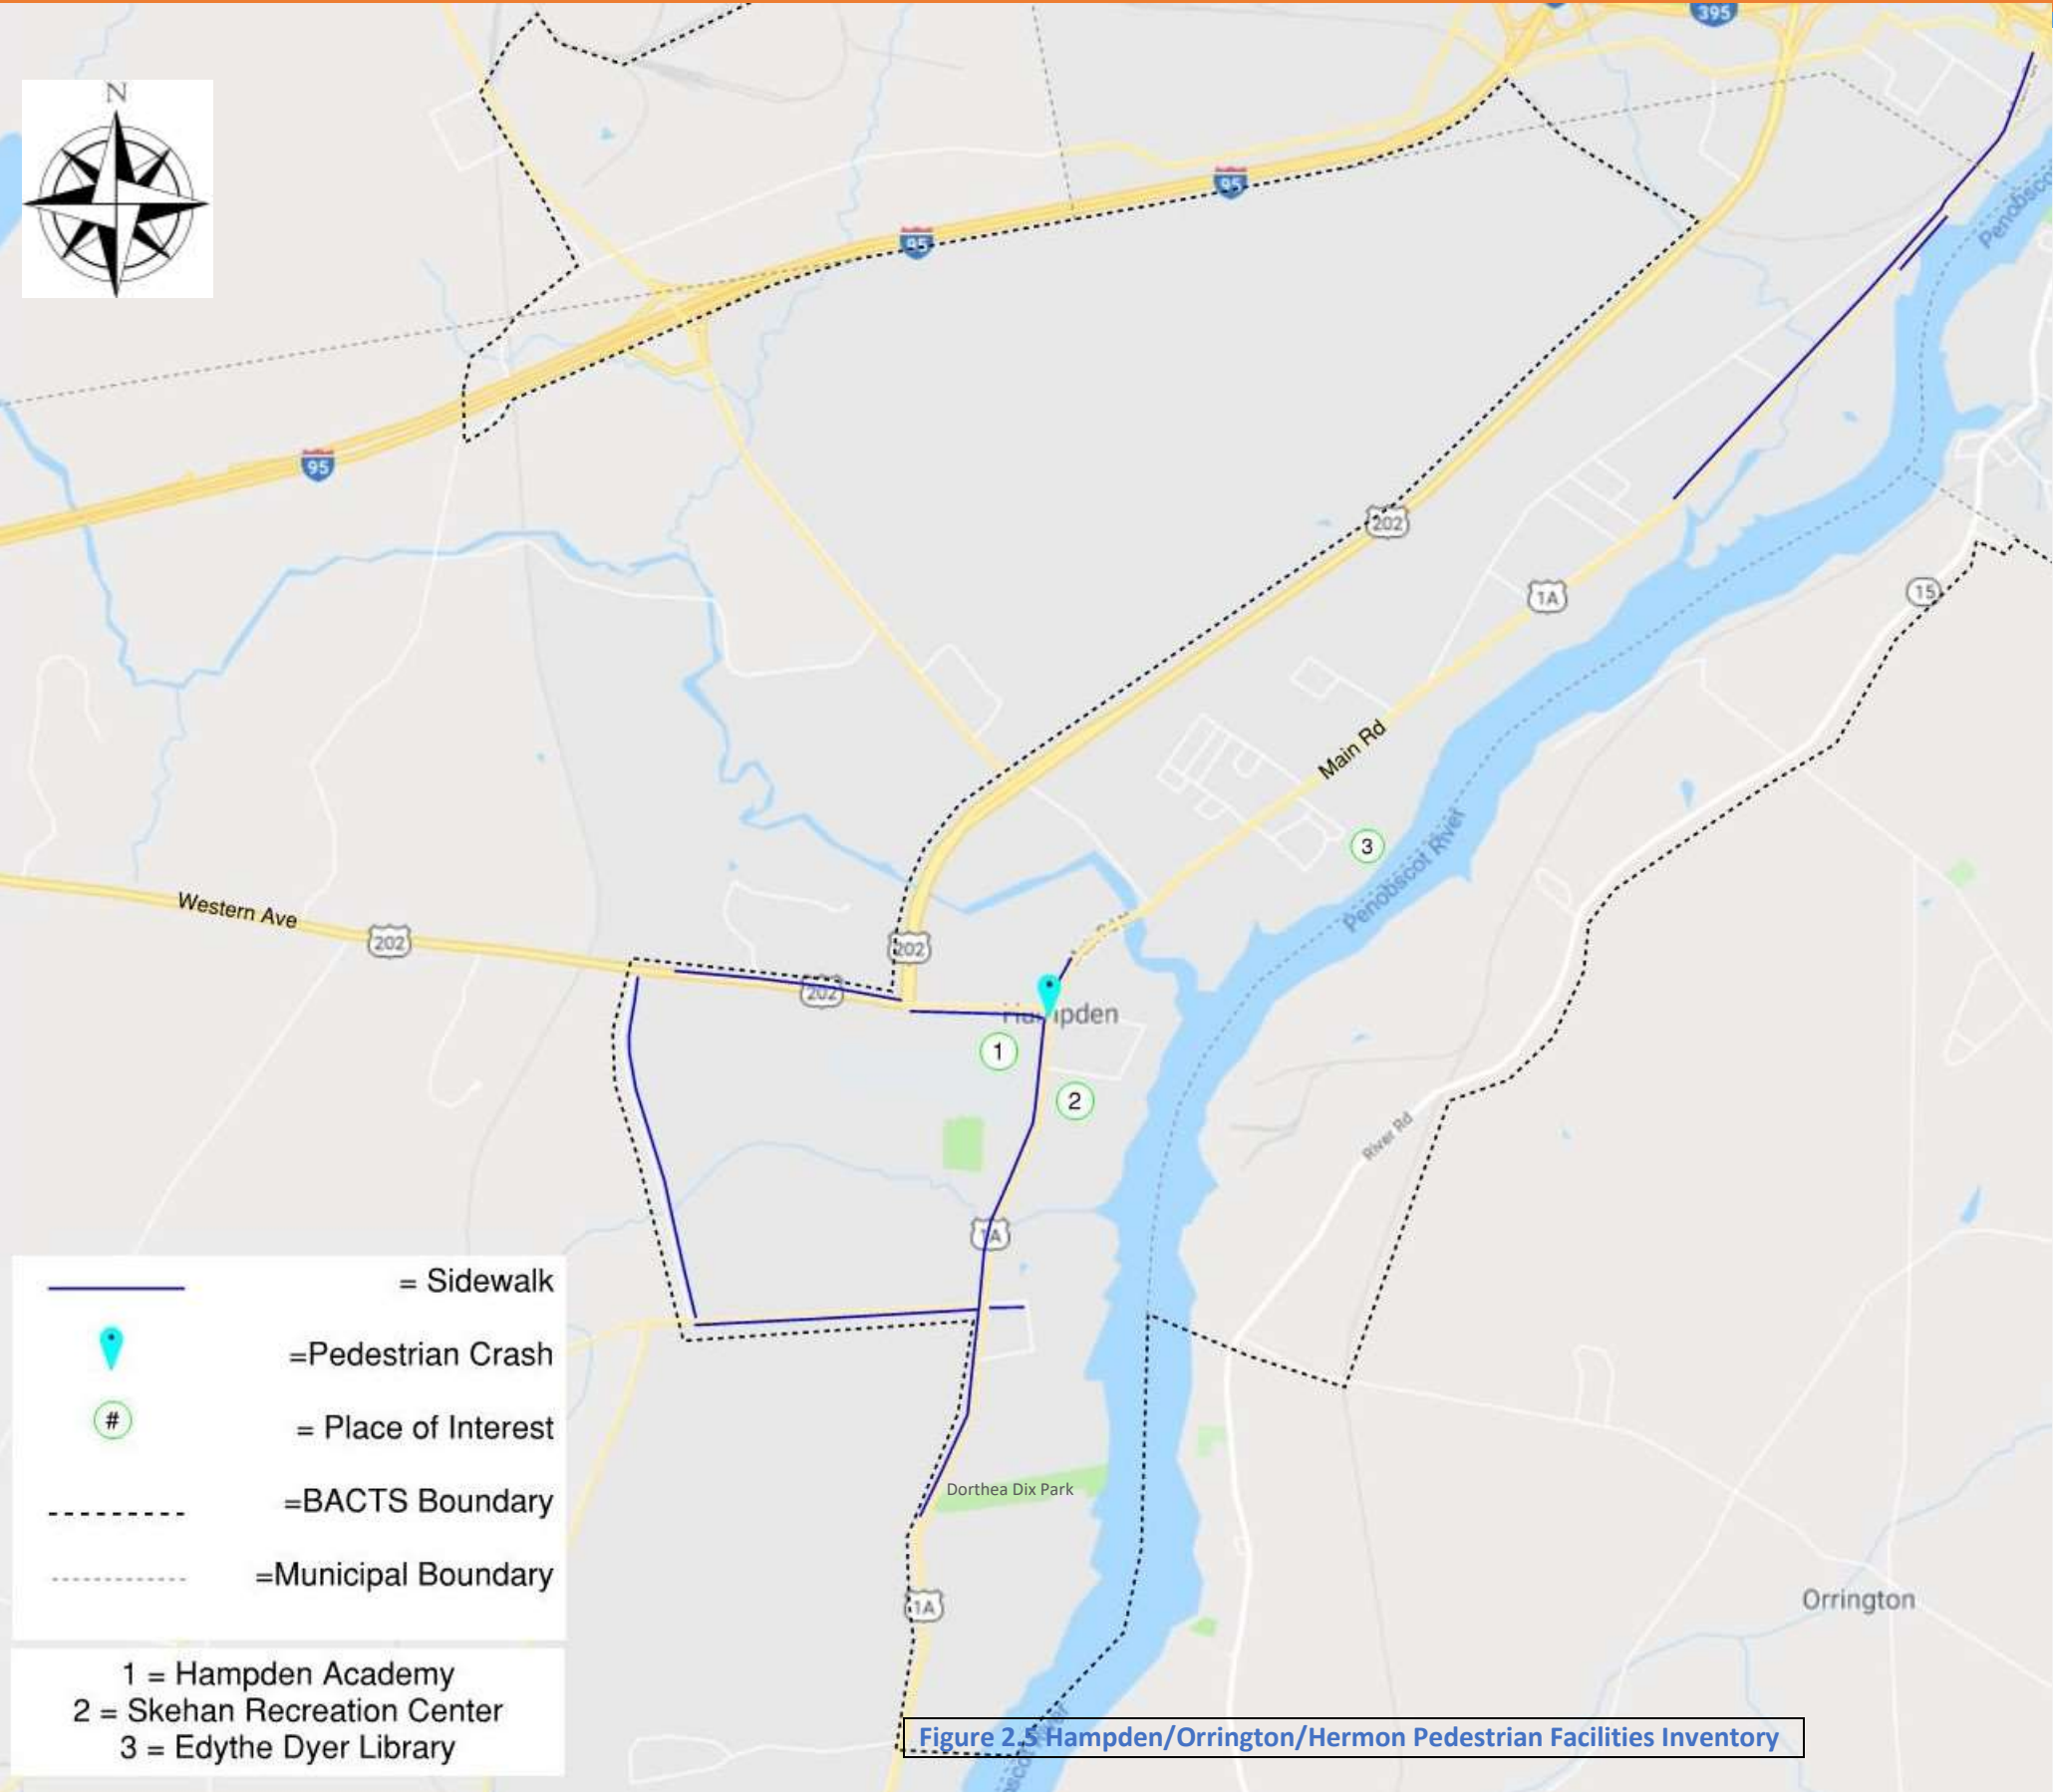 395
N
Penobscot
95
95
95
202
15
1A
Main Rd
3
Penobscot River
Western Ave
202
202
202
Hampden
1
2
River Rd
1A
= Sidewalk
=Pedestrian Crash
# = Place of Interest
=BACTS Boundary
=Municipal Boundary
Dorthea Dix Park
1A
Orrington
1 = Hampden Academy
2 = Skehan Recreation Center
3 = Edythe Dyer Library
Figure 2.5 Hampden/Orrington/Hermon Pedestrian Facilities Inventory